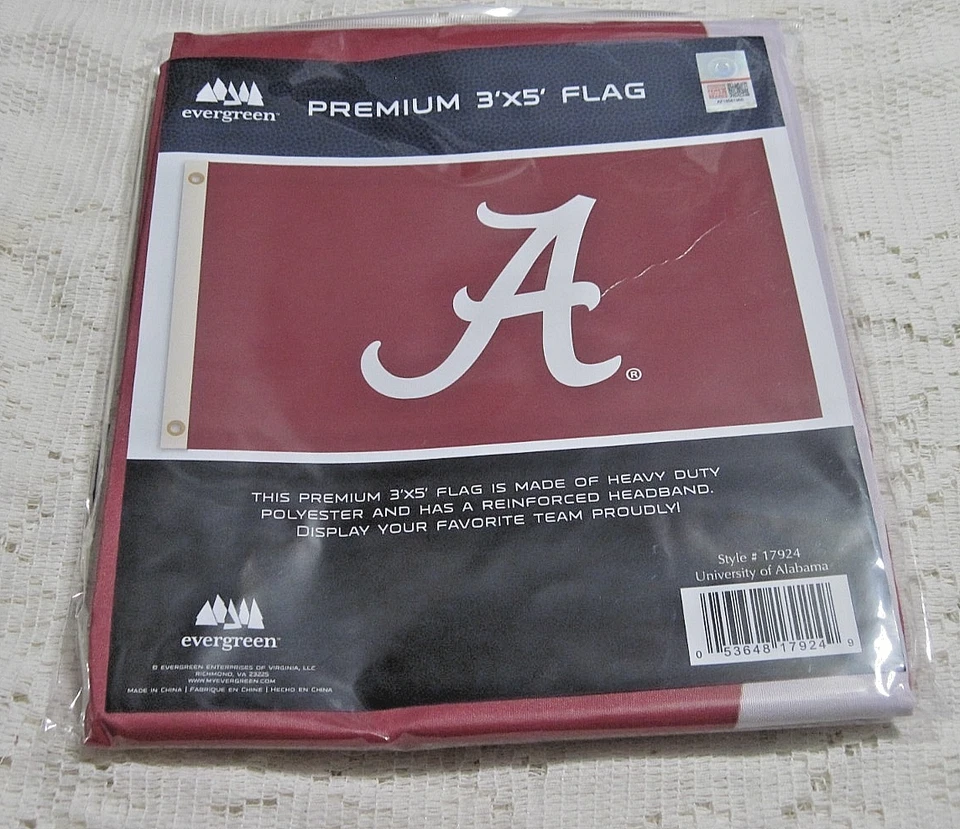 evergreen™
PREMIUM 3'X5' FLAG
A
®
THIS PREMIUM 3'X5' FLAG IS MADE OF HEAVY DUTY
POLYESTER AND HAS A REINFORCED HEADBAND.
DISPLAY YOUR FAVORITE TEAM PROUDLY!
Style # 17924
University of Alabama
0 53648 17924 9
evergreen™
© EVERGREEN ENTERPRISES OF VIRGINIA, LLC
RICHMOND, VA 23225
WWW.MYEVERGREEN.COM
MADE IN CHINA | FABRIQUE EN CHINE | HECHO EN CHINA